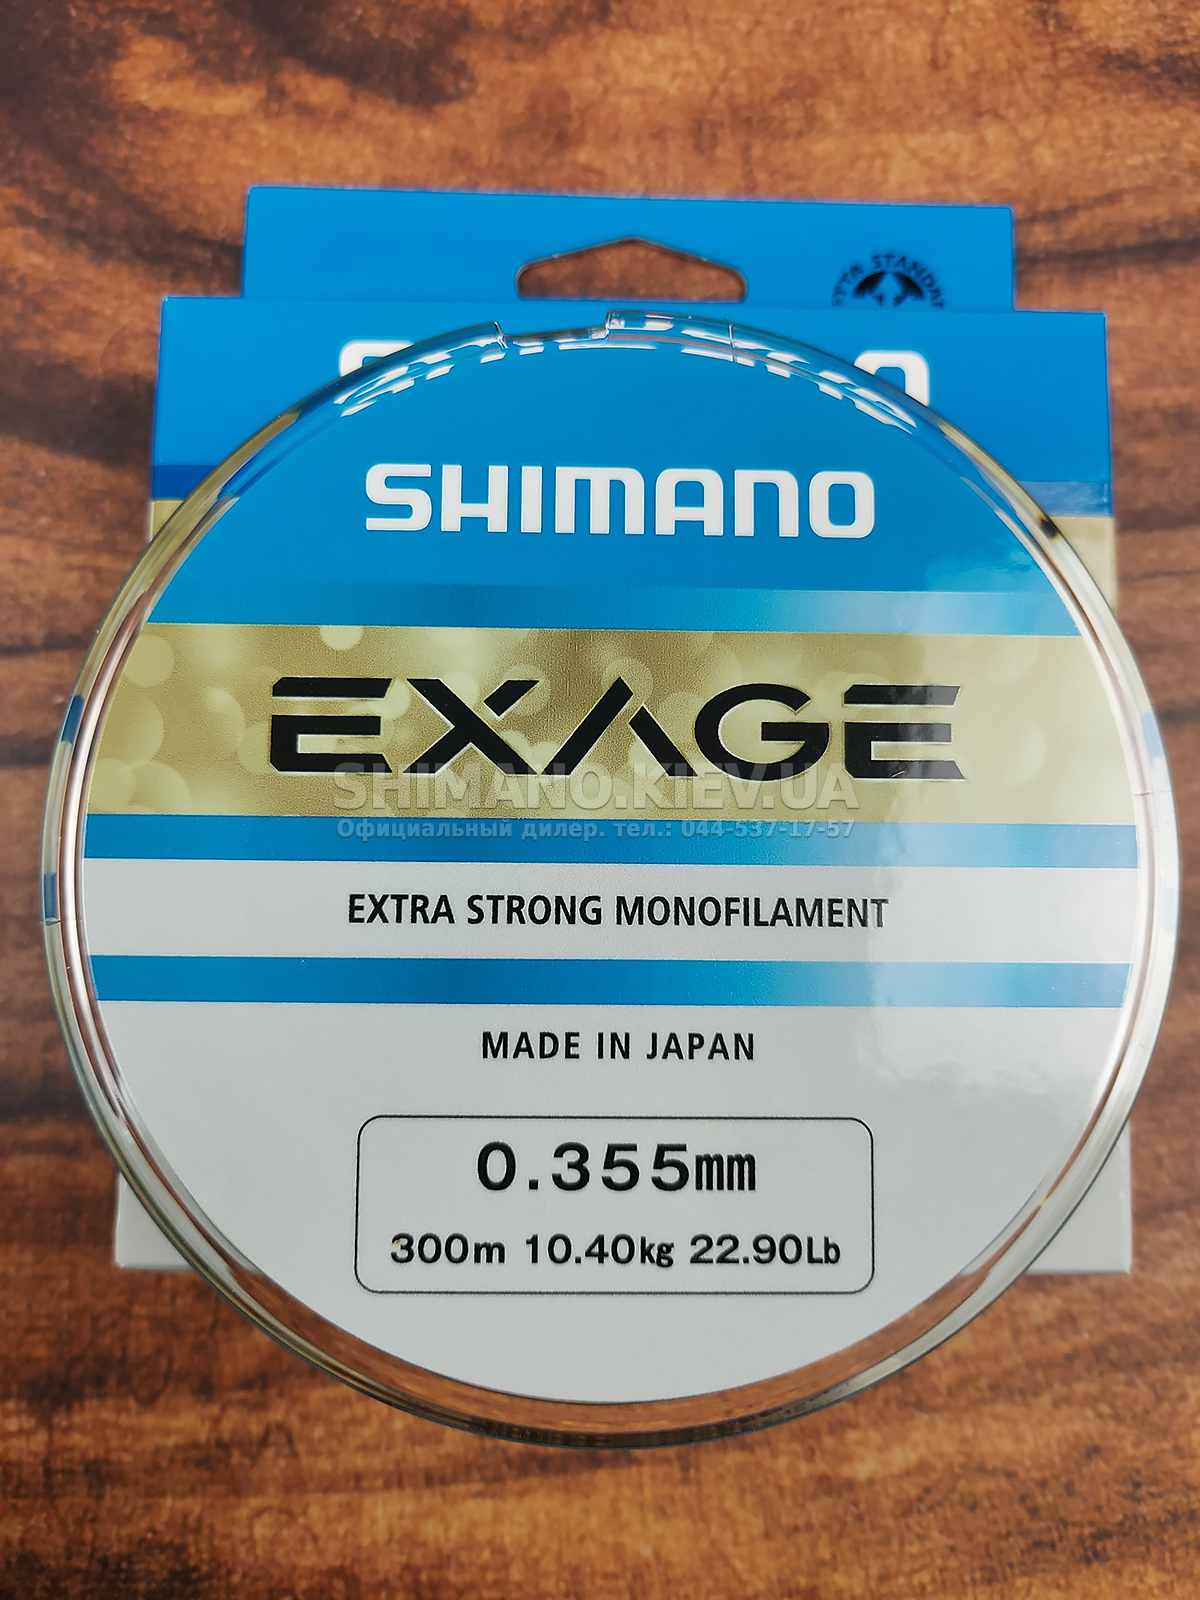 STANDA
SHIMANO
EXAGE
SHIMANO.KIEV.UA
Официальный дилер. тел.: 044-537-17-57
EXTRA STRONG MONOFILAMENT
MADE IN JAPAN
0.355mm
300m 10.40kg 22.90Lb